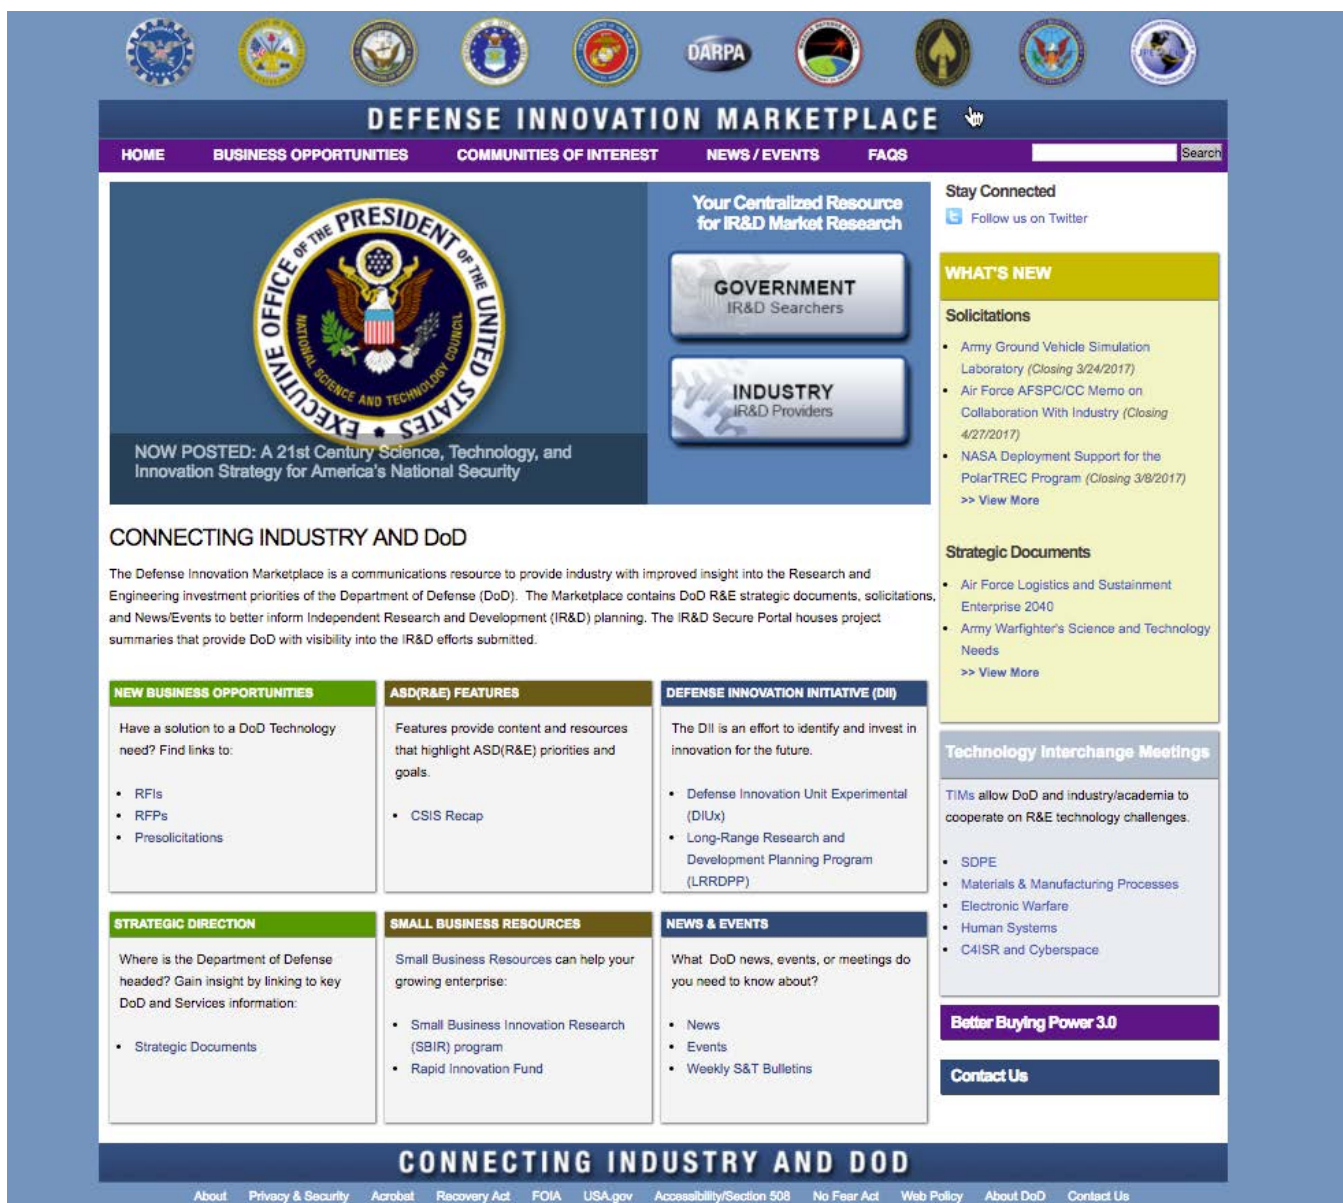 DARPA
DEFENSE INNOVATION MARKETPLACE
HOME BUSINESS OPPORTUNITIES COMMUNITIES OF INTEREST NEWS / EVENTS FAQS Search
EXECUTIVE OFFICE OF THE PRESIDENT OF THE UNITED STATES
NATIONAL SCIENCE AND TECHNOLOGY COUNCIL
NOW POSTED: A 21st Century Science, Technology, and
Innovation Strategy for America's National Security
Your Centralized Resource
for IR&D Market Research
GOVERNMENT
IR&D Searchers
INDUSTRY
IR&D Providers
CONNECTING INDUSTRY AND DoD
The Defense Innovation Marketplace is a communications resource to provide industry with improved insight into the Research and
Engineering investment priorities of the Department of Defense (DoD). The Marketplace contains DoD R&E strategic documents, solicitations,
and News/Events to better inform Independent Research and Development (IR&D) planning. The IR&D Secure Portal houses project
summaries that provide DoD with visibility into the IR&D efforts submitted.
NEW BUSINESS OPPORTUNITIES
Have a solution to a DoD Technology
need? Find links to:
• RFIs
• RFPs
• Presolicitations
ASD(R&E) FEATURES
Features provide content and resources
that highlight ASD(R&E) priorities and
goals.
• CSIS Recap
DEFENSE INNOVATION INITIATIVE (DII)
The DII is an effort to identify and invest in
innovation for the future.
• Defense Innovation Unit Experimental
(DIUx)
• Long-Range Research and
Development Planning Program
(LRRDPP)
STRATEGIC DIRECTION
Where is the Department of Defense
headed? Gain insight by linking to key
DoD and Services information:
• Strategic Documents
SMALL BUSINESS RESOURCES
Small Business Resources can help your
growing enterprise:
• Small Business Innovation Research
(SBIR) program
• Rapid Innovation Fund
NEWS & EVENTS
What DoD news, events, or meetings do
you need to know about?
• News
• Events
• Weekly S&T Bulletins
Stay Connected
Follow us on Twitter
WHAT'S NEW
Solicitations
• Army Ground Vehicle Simulation
Laboratory (Closing 3/24/2017)
• Air Force AFSPC/CC Memo on
Collaboration With Industry (Closing
4/27/2017)
• NASA Deployment Support for the
PolarTREC Program (Closing 3/8/2017)
>> View More
Strategic Documents
• Air Force Logistics and Sustainment
Enterprise 2040
• Army Warfighter's Science and Technology
Needs
>> View More
Technology Interchange Meetings
TIMs allow DoD and industry/academia to
cooperate on R&E technology challenges.
• SDPE
• Materials & Manufacturing Processes
• Electronic Warfare
• Human Systems
• C4ISR and Cyberspace
Better Buying Power 3.0
Contact Us
CONNECTING INDUSTRY AND DOD
About Privacy & Security Acrobat Recovery Act FOIA USA.gov Accessibility/Section 508 No Fear Act Web Policy About DoD Contact Us